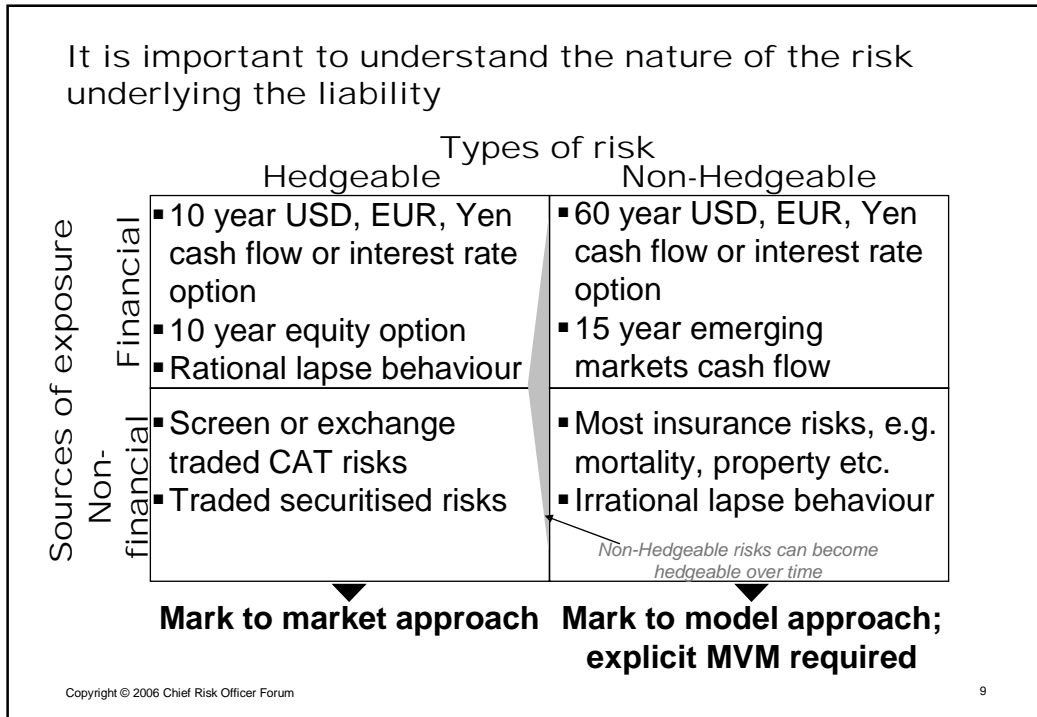 It is important to understand the nature of the risk
underlying the liability
Types of risk
Hedgeable
Non-Hedgeable
Sources of exposure
Financial
▪ 10 year USD, EUR, Yen
cash flow or interest rate
option
▪ 10 year equity option
▪ Rational lapse behaviour
▪ 60 year USD, EUR, Yen
cash flow or interest rate
option
▪ 15 year emerging
markets cash flow
Non-
financial
▪ Screen or exchange
traded CAT risks
▪ Traded securitised risks
▪ Most insurance risks, e.g.
mortality, property etc.
▪ Irrational lapse behaviour
Non-Hedgeable risks can become
hedgeable over time
Mark to market approach
Mark to model approach;
explicit MVM required
Copyright © 2006 Chief Risk Officer Forum
9